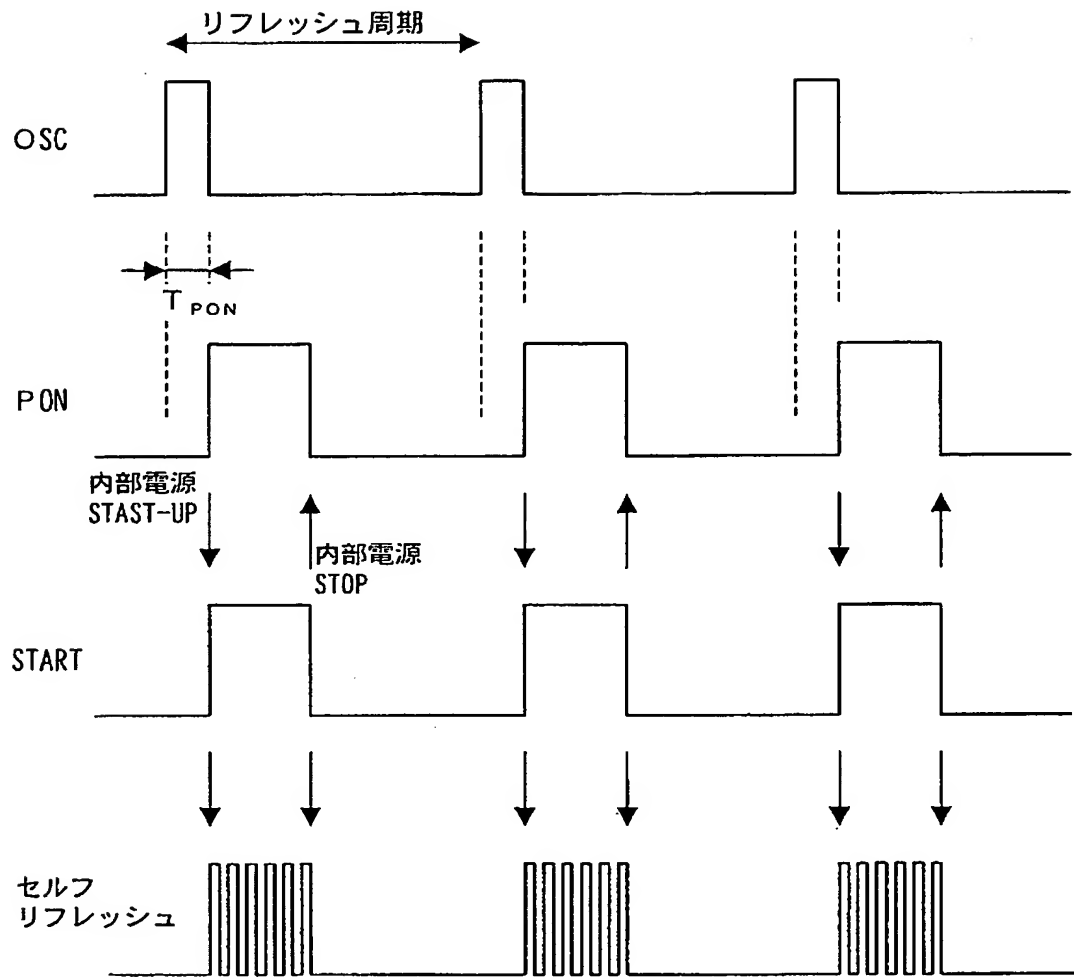 リフレッシュ周期
OSC
T PON
PON
内部電源
STAST-UP
内部電源
STOP
START
セルフ
リフレッシュ